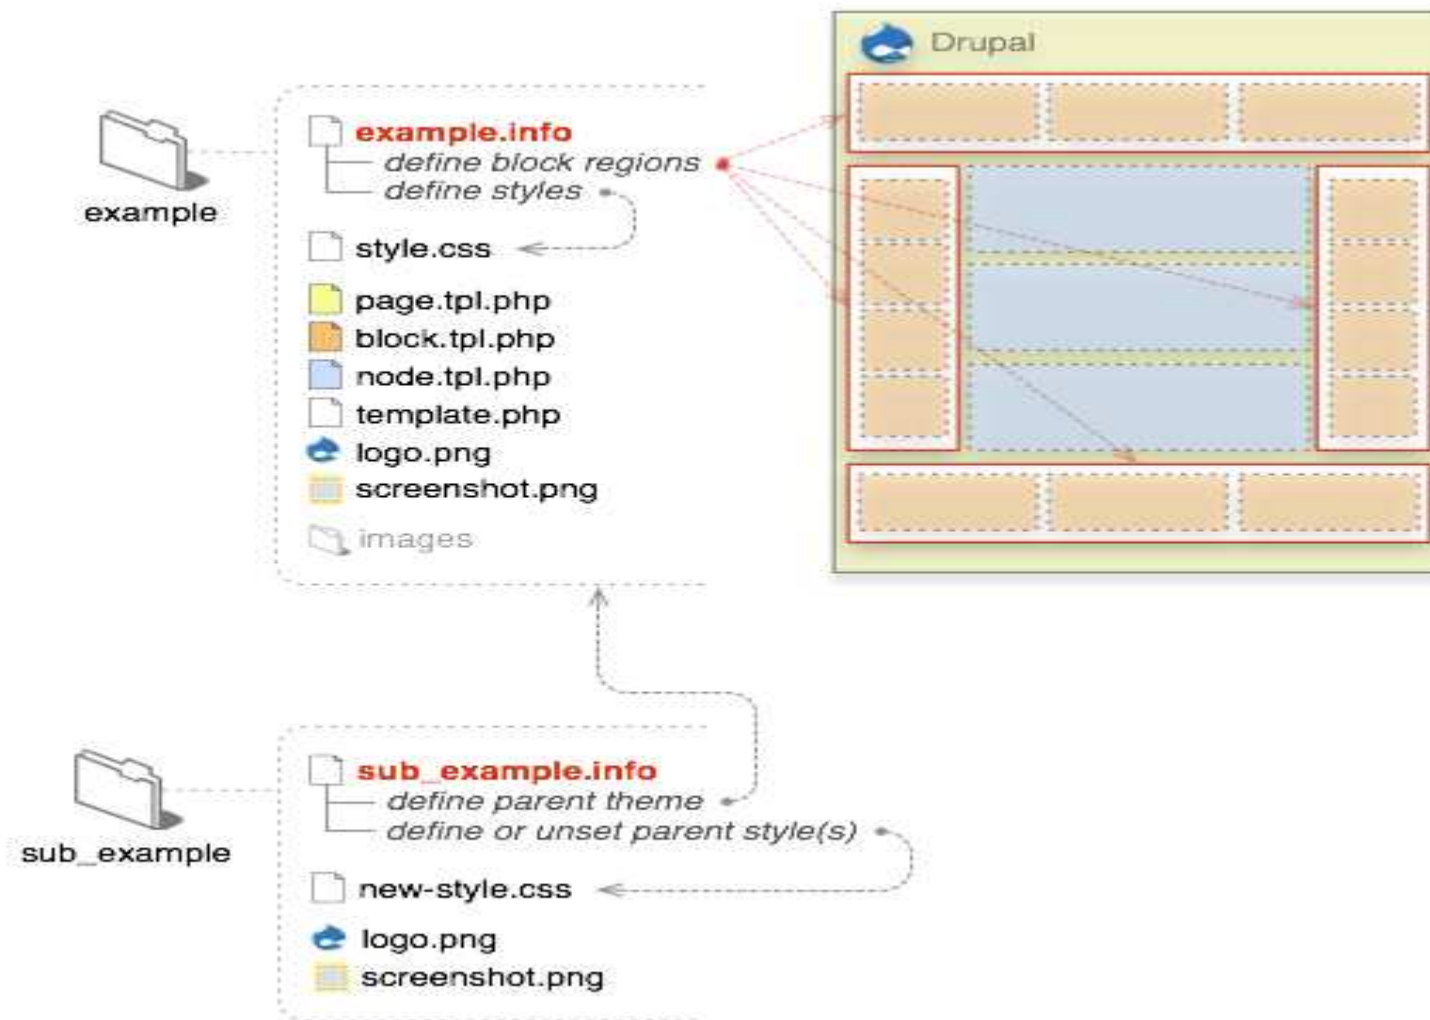 Drupal
example
example.info
define block regions
define styles
style.css
page.tpl.php
block.tpl.php
node.tpl.php
template.php
logo.png
screenshot.png
images
sub_example
sub_example.info
define parent theme
define or unset parent style(s)
new-style.css
logo.png
screenshot.png